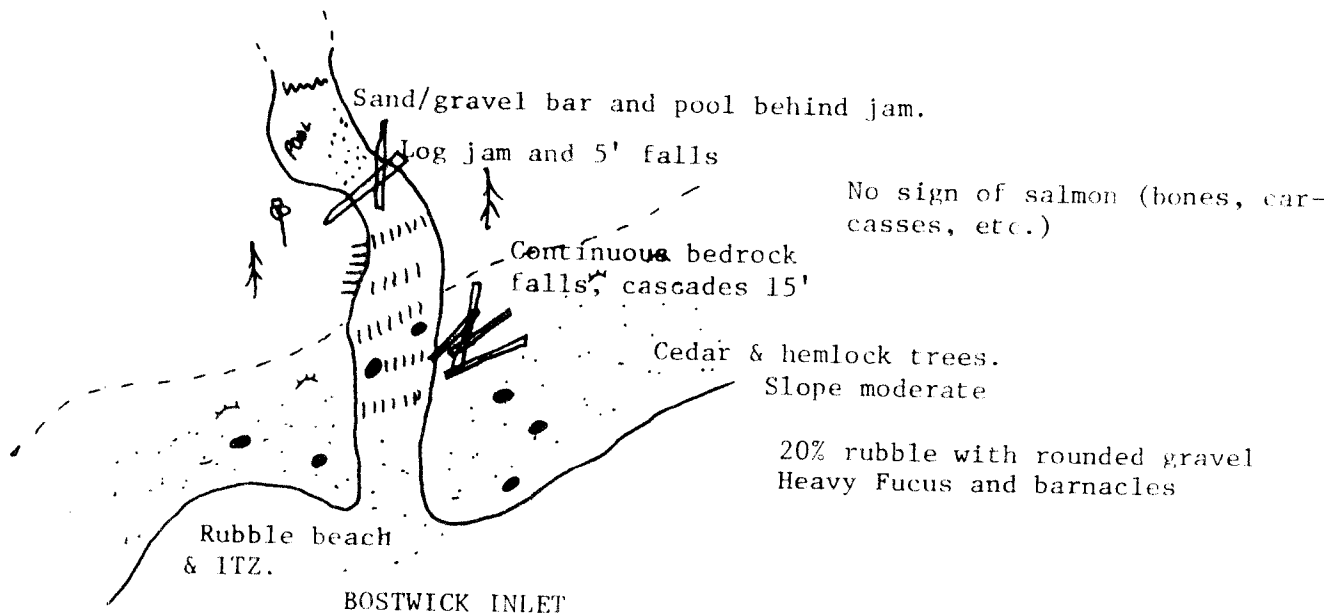 Sand/gravel bar and pool behind jam.
POOL
Log jam and 5' falls
No sign of salmon (bones, car-
casses, etc.)
Continuous bedrock
falls, cascades 15'
Cedar & hemlock trees.
Slope moderate
20% rubble with rounded gravel
Heavy Fucus and barnacles
Rubble beach
& ITZ.
BOSTWICK INLET